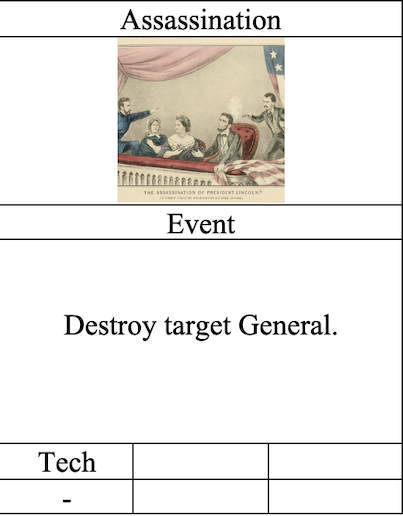 Assassination
THE ASSASSINATION OF PRESIDENT LINCOLN,
Event
Destroy target General.
Tech
-